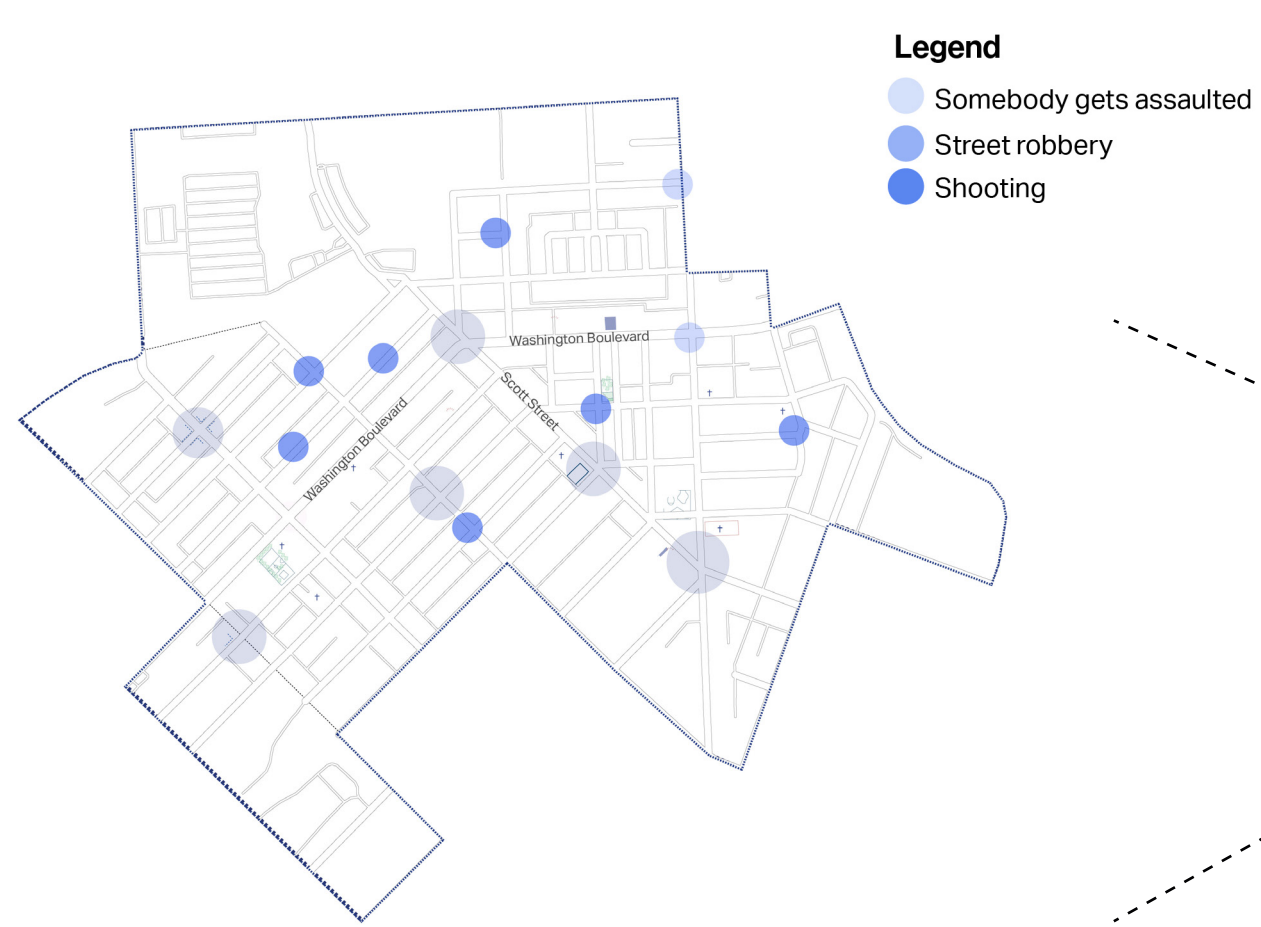 Legend
Somebody gets assaulted
Street robbery
Shooting
Washington Boulevard
Scott Street
Washington Boulevard